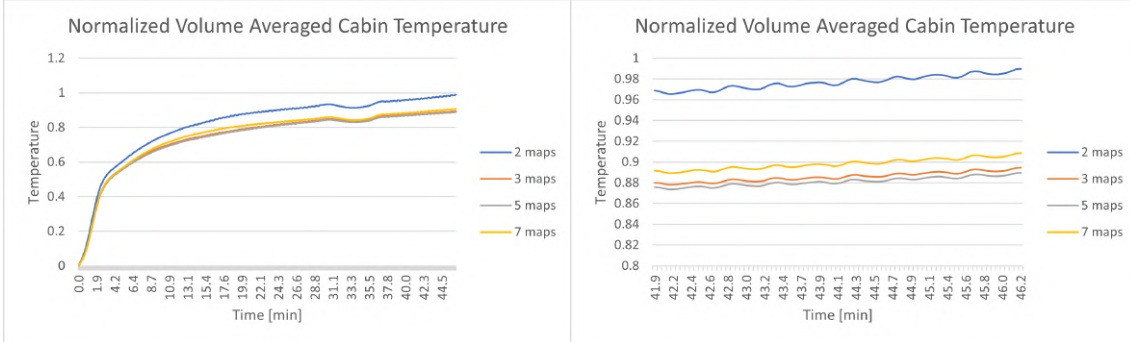 Normalized Volume Averaged Cabin Temperature
1.2
1
0.8
0.6
0.4
0.2
0
Temperature
0.0 1.9 4.2 6.4 8.7 10.9 13.1 15.4 17.6 19.9 22.1 24.3 26.6 28.8 31.1 33.3 35.5 37.8 40.0 42.3 44.5
Time [min]
2 maps
3 maps
5 maps
7 maps
Normalized Volume Averaged Cabin Temperature
1
0.98
0.96
0.94
0.92
0.9
0.88
0.86
0.84
0.82
0.8
Temperature
41.9 42.2 42.4 42.6 42.8 43.0 43.2 43.4 43.7 43.9 44.1 44.3 44.5 44.7 44.9 45.1 45.4 45.6 45.8 46.0 46.2
Time [min]
2 maps
3 maps
5 maps
7 maps